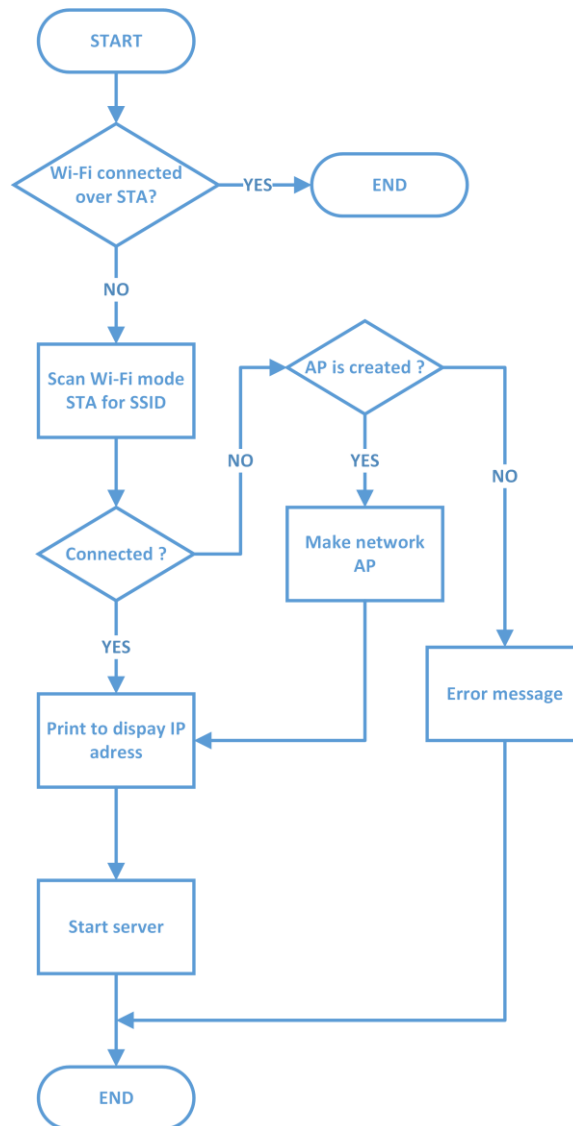 START
Wi-Fi connected
over STA?
YES
END
NO
Scan Wi-Fi mode
STA for SSID
AP is created ?
NO
YES
NO
Connected ?
Make network
AP
YES
Error message
Print to dispay IP
adress
Start server
END